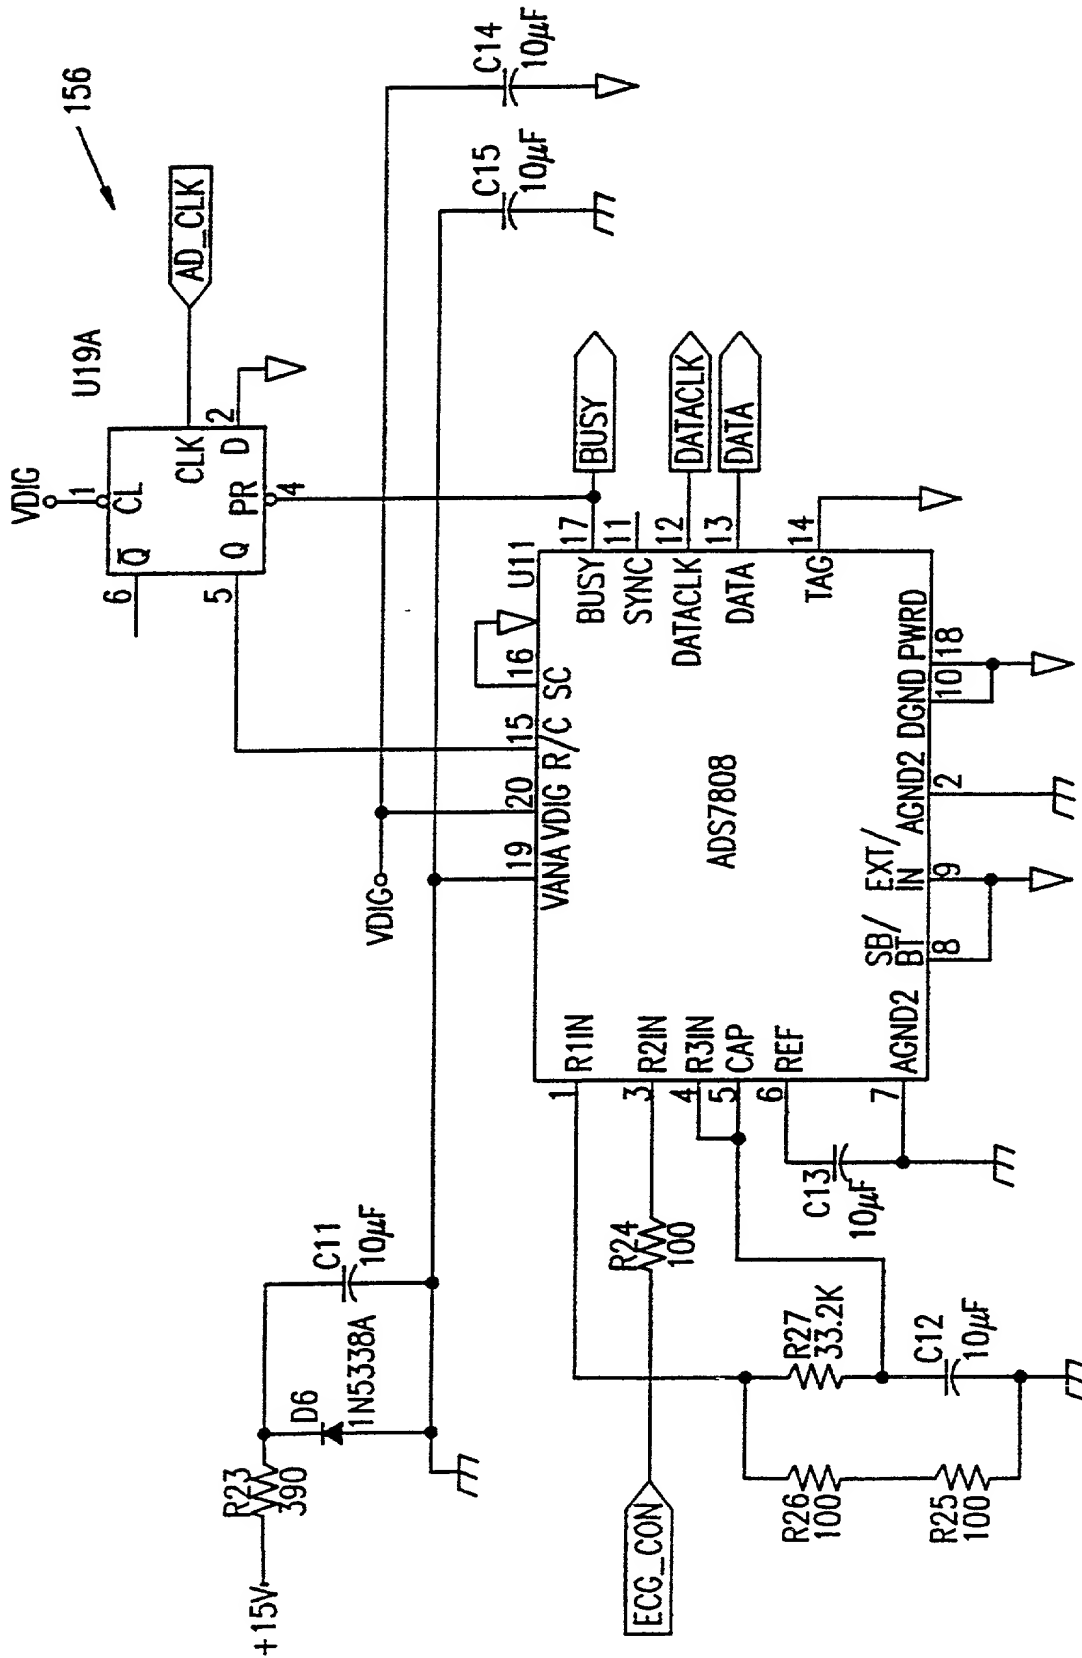 156
VDIG
U19A
AD_CLK
1
CL
CLK
Q
6
D
2
Q
PR
5
4
C14
10µF
C15
10µF
VDIG
19
20
15
16
U11
VANA
VDIG
R/C
SC
17
BUSY
BUSY
11
SYNC
12
DATACLK
DATACLK
13
DATA
DATA
14
TAG
ADS7808
1
R1IN
3
R2IN
4
R3IN
5
CAP
6
REF
7
AGND2
SB/
BT
8
EXT/
IN
9
AGND2
2
DGND
10
PWRD
18
+15V
R23
390
D6
1N5338A
C11
10µF
ECG_CON
R24
100
C13
10µF
R27
33.2K
C12
10µF
R26
100
R25
100